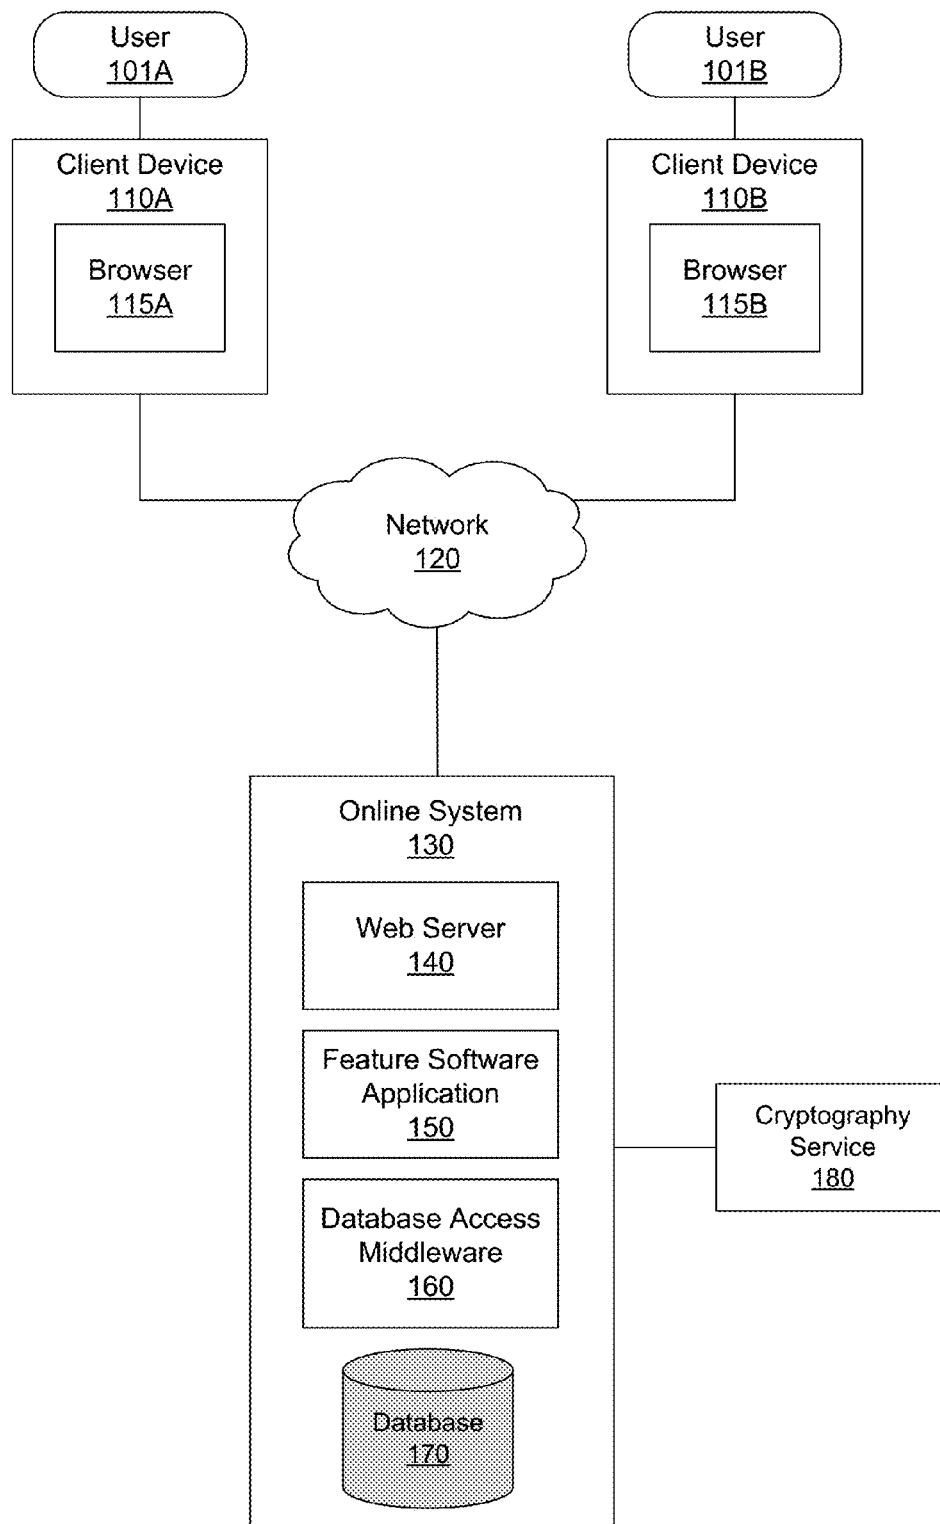 User
101A
User
101B
Client Device
110A
Client Device
110B
Browser
115A
Browser
115B
Network
120
Online System
130
Web Server
140
Feature Software
Application
150
Cryptography
Service
180
Database Access
Middleware
160
Database
170